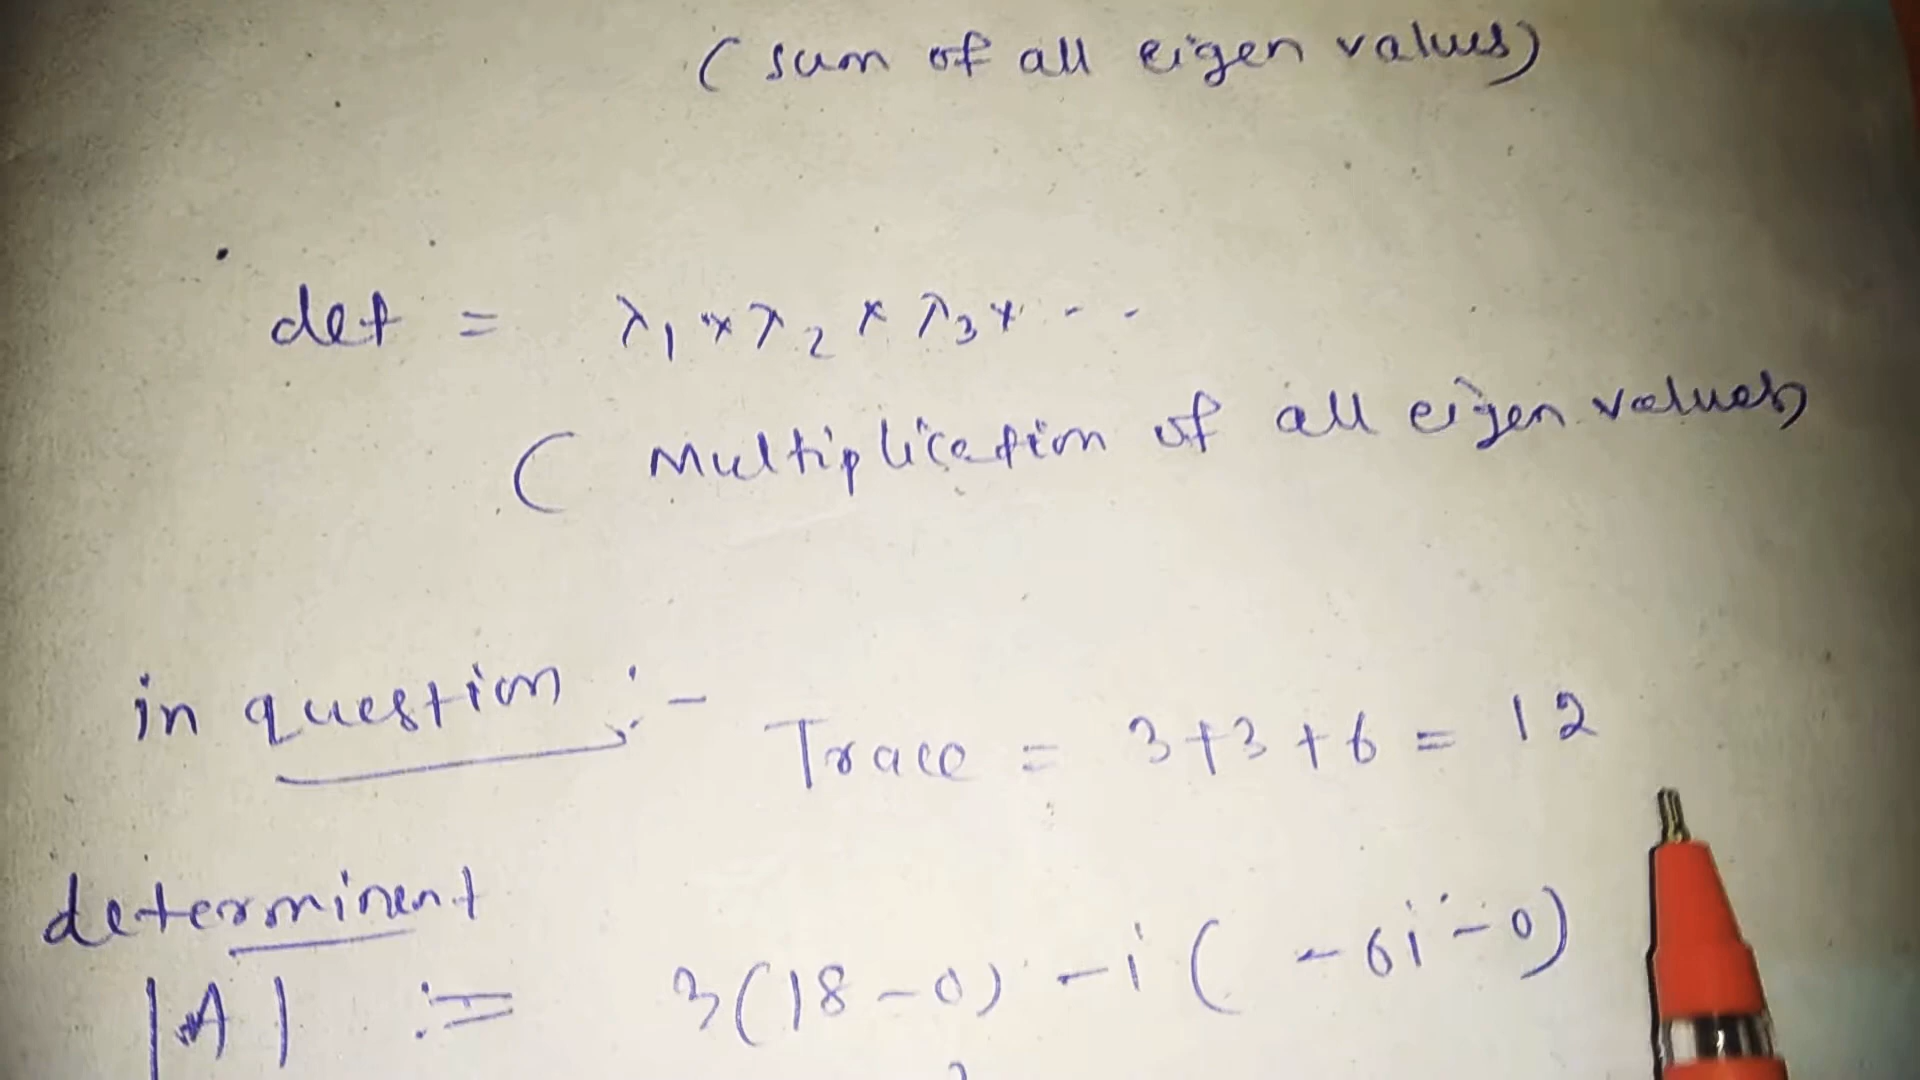 ( sum of all eigen values)
det = λ₁ × λ₂ × λ₃ × - -
( Multiplication of all eigen values)
in question :- Trace = 3+3+6 = 12
determinent
|A| := 3(18-0) -i( -6i-0)